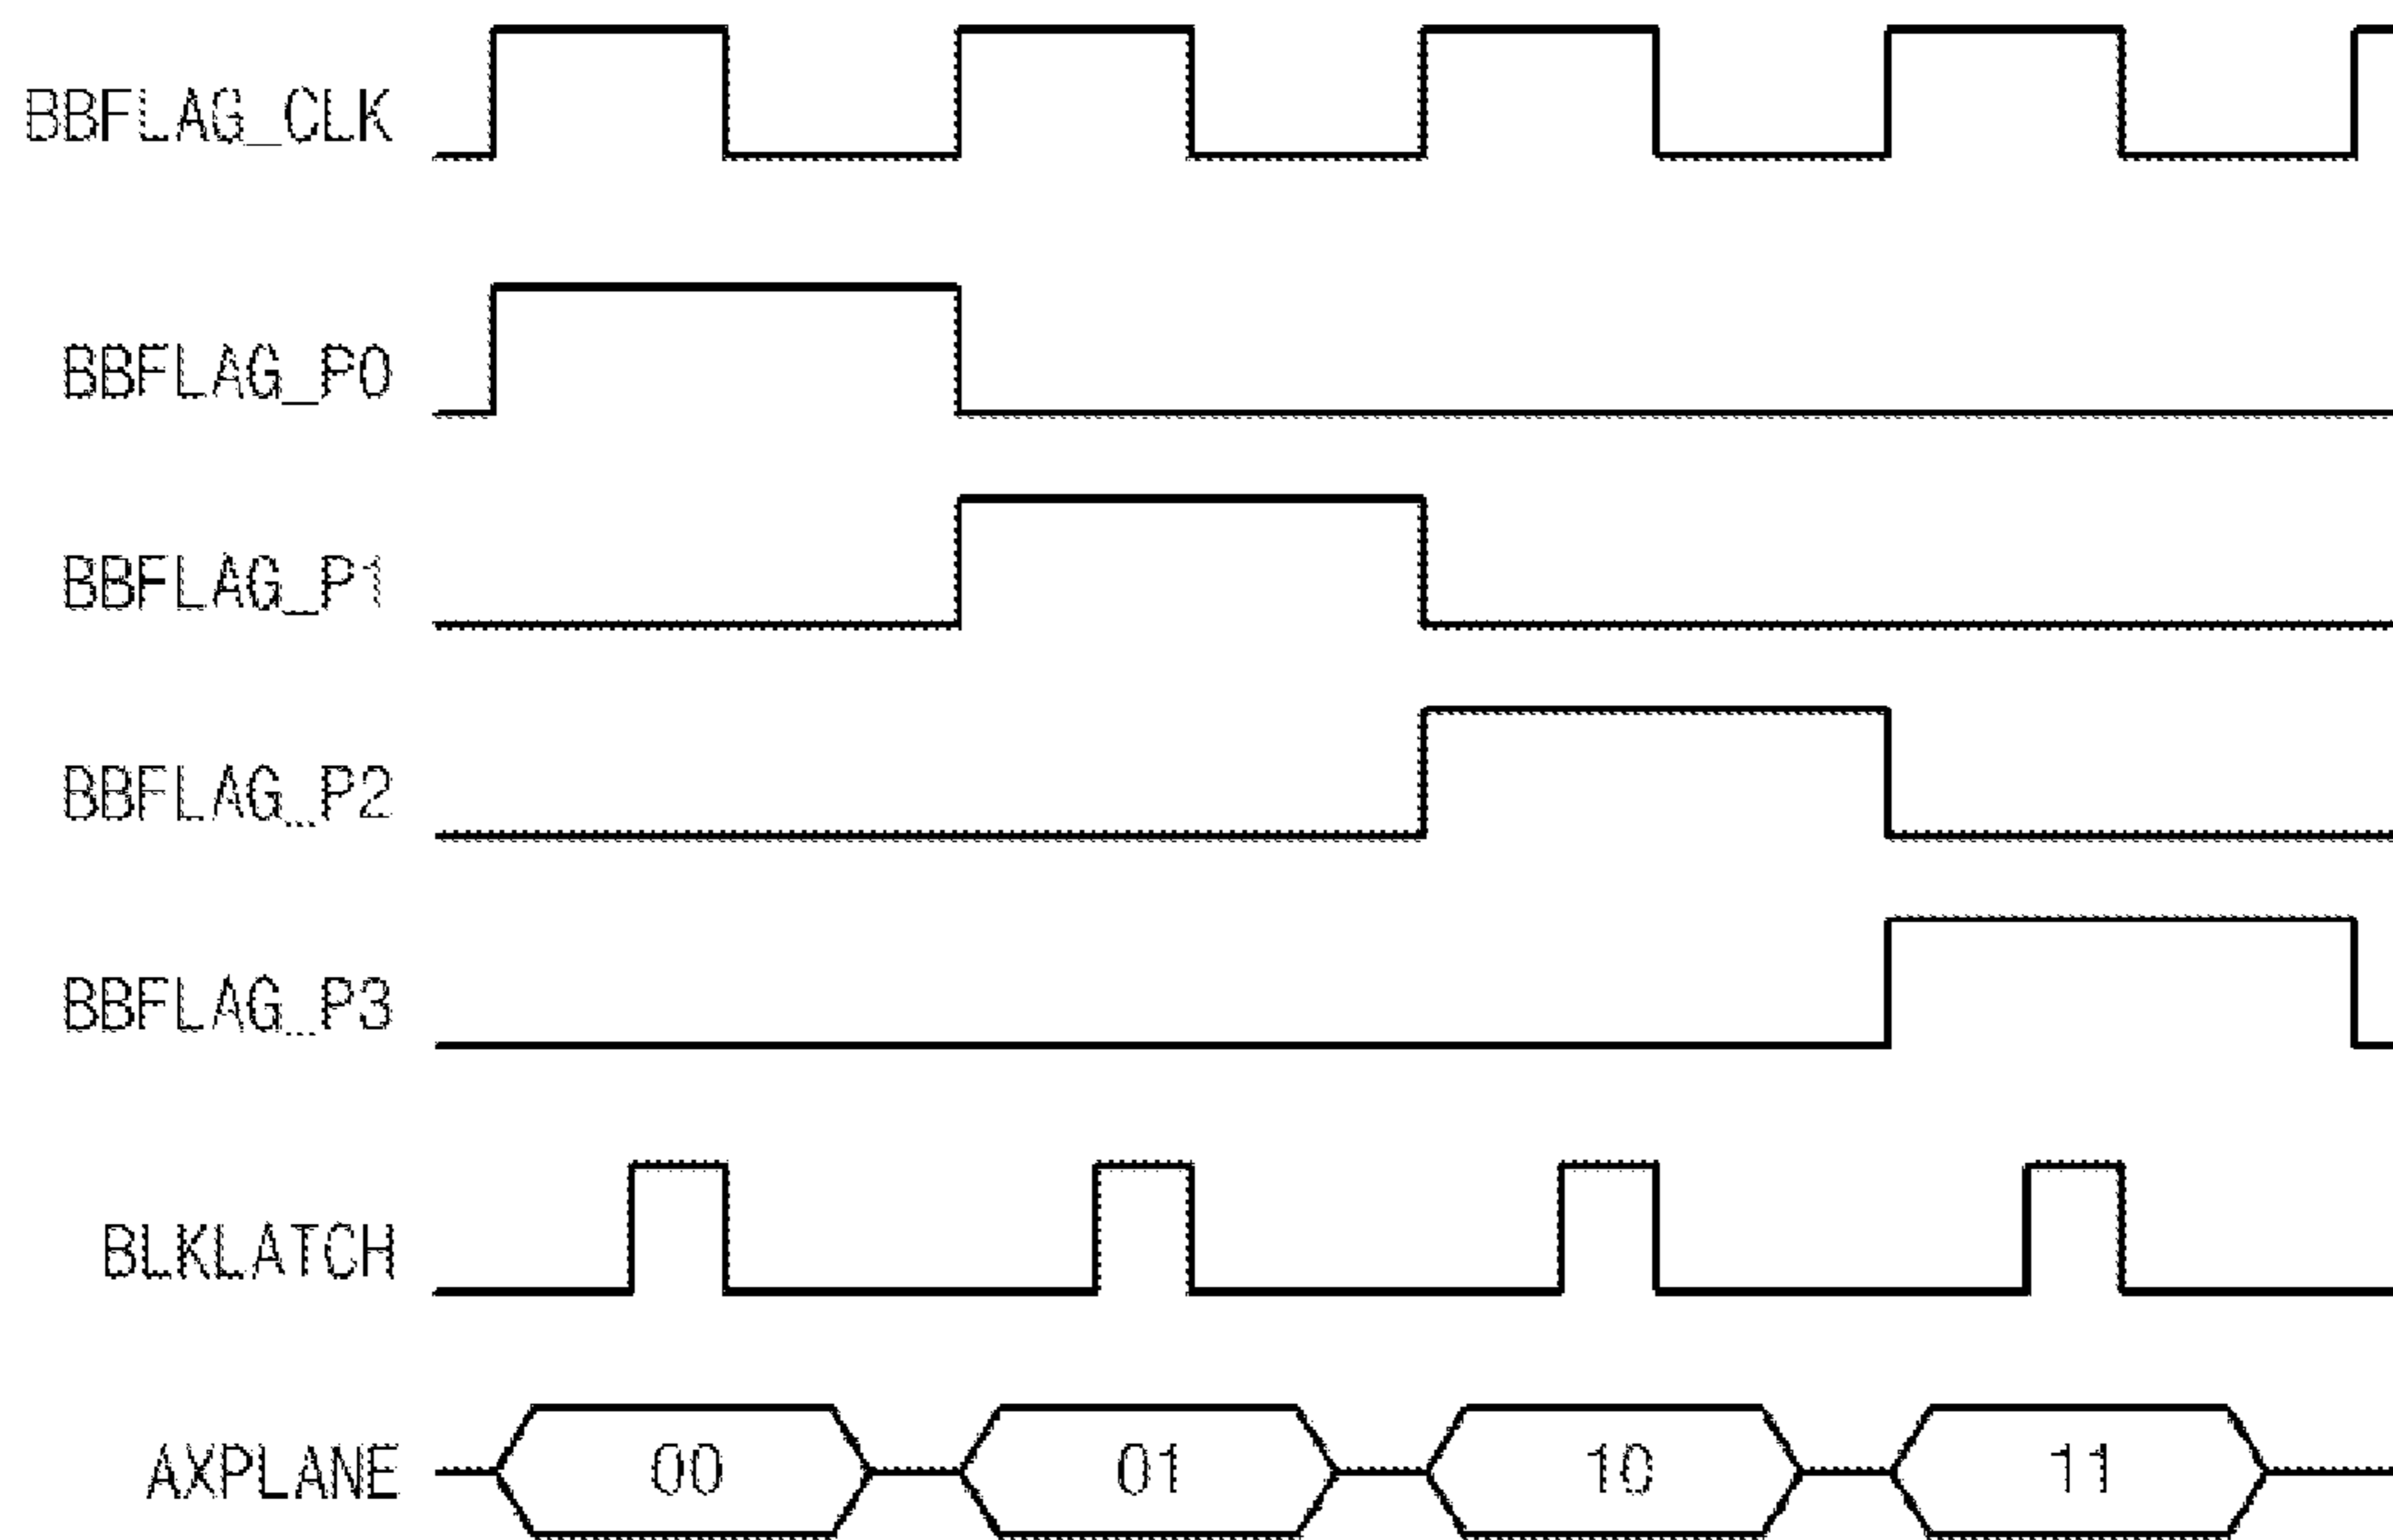 BBFLAG_CLK
BBFLAG_P0
BBFLAG_P1
BBFLAG_P2
BBFLAG_P3
BLKLATCH
AXPLANE 00 01 10 11